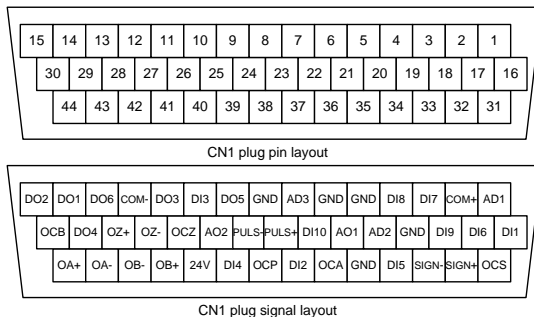 15 14 13 12 11 10 9 8 7 6 5 4 3 2 1
30 29 28 27 26 25 24 23 22 21 20 19 18 17 16
44 43 42 41 40 39 38 37 36 35 34 33 32 31
CN1 plug pin layout
DO2 DO1 DO6 COM- DO3 DI3 DO5 GND AD3 GND GND DI8 DI7 COM+ AD1
OCB DO4 OZ+ OZ- OCZ AO2 PULS- PULS+ DI10 AO1 AD2 GND DI9 DI6 DI1
OA+ OA- OB- OB+ 24V DI4 OCP DI2 OCA GND DI5 SIGN- SIGN+ OCS
CN1 plug signal layout